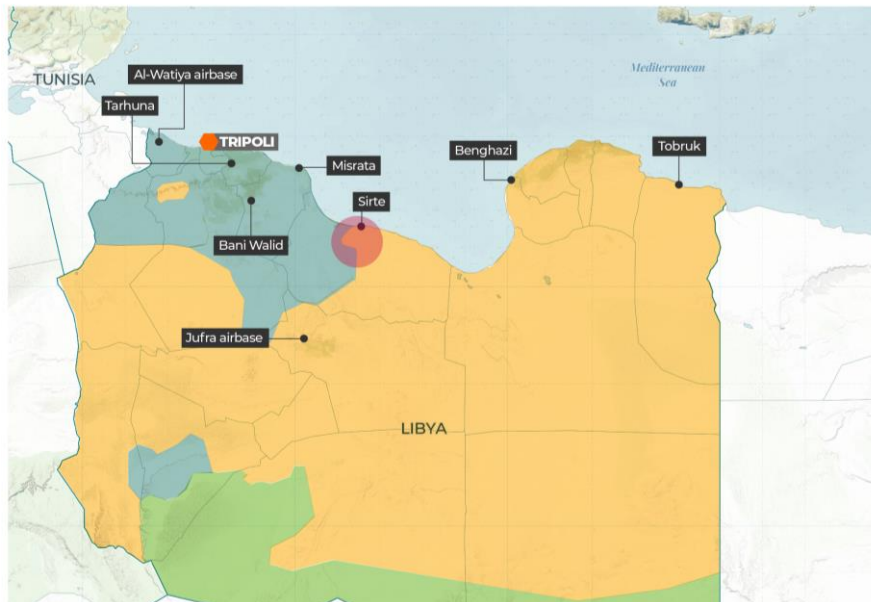 TUNISIA
Al-Watiya airbase
Tarhuna
TRIPOLI
Misrata
Sirte
Bani Walid
Jufra airbase
Benghazi
Tobruk
Mediterranean
Sea
LIBYA